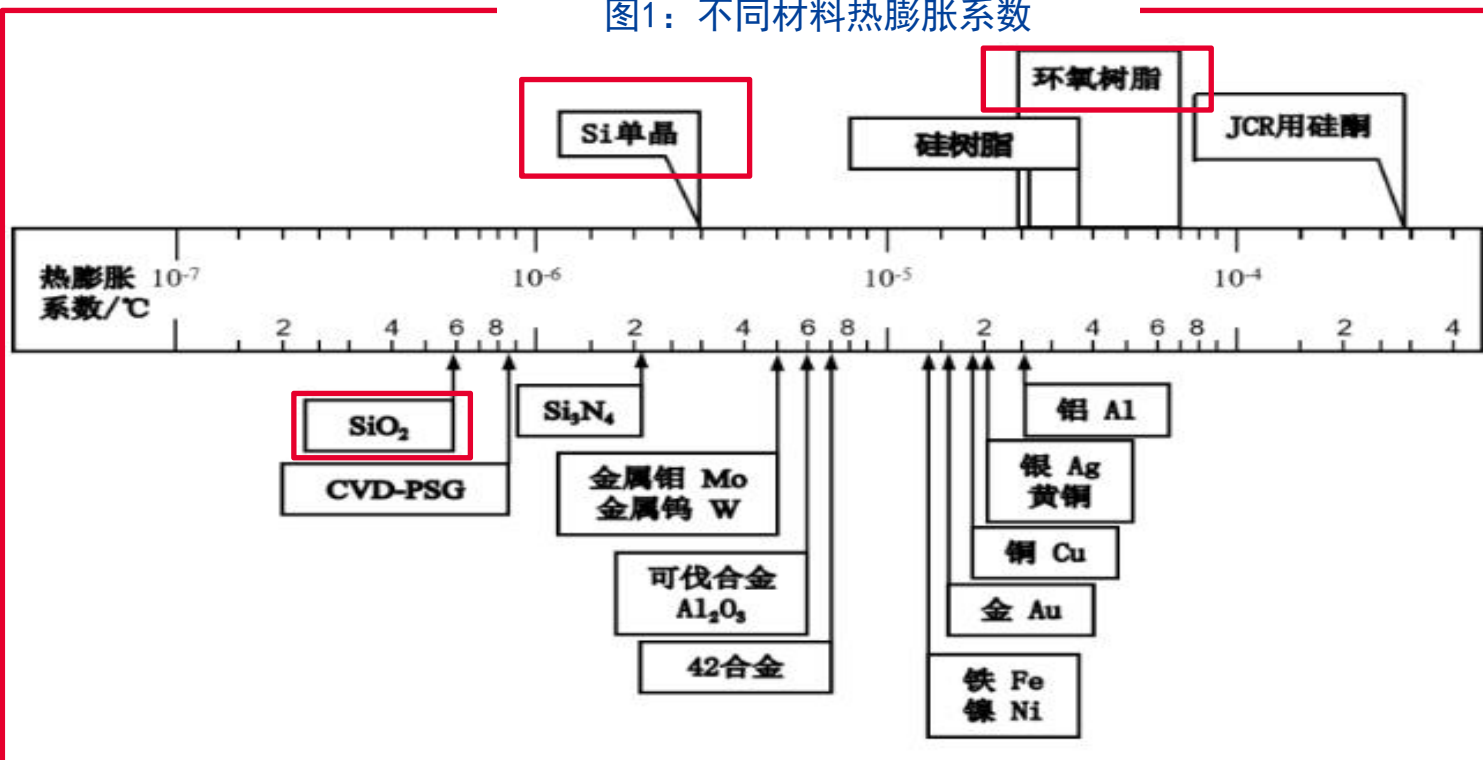 图1：不同材料热膨胀系数
环氧树脂
Si单晶
硅树脂
JCR用硅酮
热膨胀
系数/℃
10⁻⁷
10⁻⁶
10⁻⁵
10⁻⁴
2 4 6 8 2 4 6 8 2 4 6 8 2 4
SiO₂
Si₃N₄
铝 Al
CVD-PSG
金属钼 Mo
金属钨 W
银 Ag
黄铜
铜 Cu
可伐合金
Al₂O₃
金 Au
42合金
铁 Fe
镍 Ni